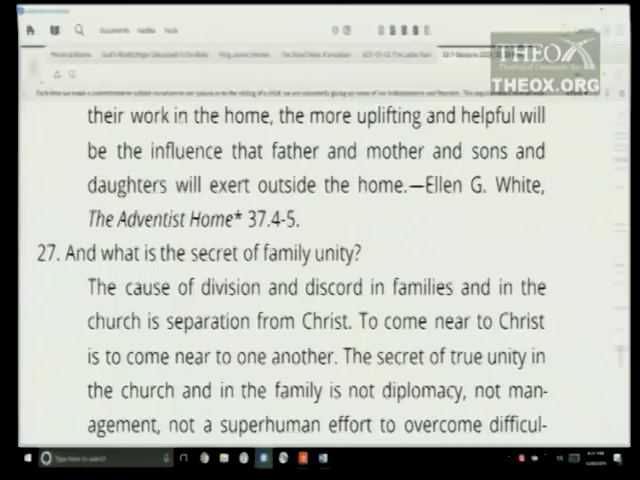 Documents
THEOX
THEOX.ORG
their work in the home, the more uplifting and helpful will
be the influence that father and mother and sons and
daughters will exert outside the home.—Ellen G. White,
The Adventist Home* 37.4-5.
27. And what is the secret of family unity?
The cause of division and discord in families and in the
church is separation from Christ. To come near to Christ
is to come near to one another. The secret of true unity in
the church and in the family is not diplomacy, not man-
agement, not a superhuman effort to overcome difficul-
Type here to search